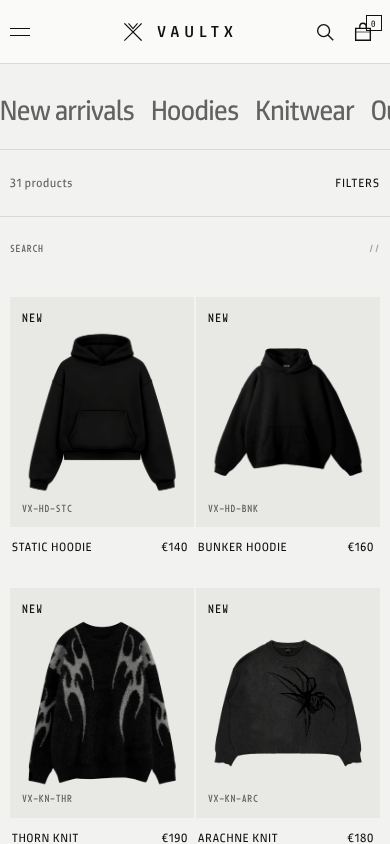 VAULTX
0
New arrivals Hoodies Knitwear
31 products FILTERS
SEARCH //
NEW NEW
VX-HD-STC VX-HD-BNK
STATIC HOODIE €140 BUNKER HOODIE €160
NEW NEW
VX-KN-THR VX-KN-ARC
THORN KNIT €190 ARACHNE KNIT €180